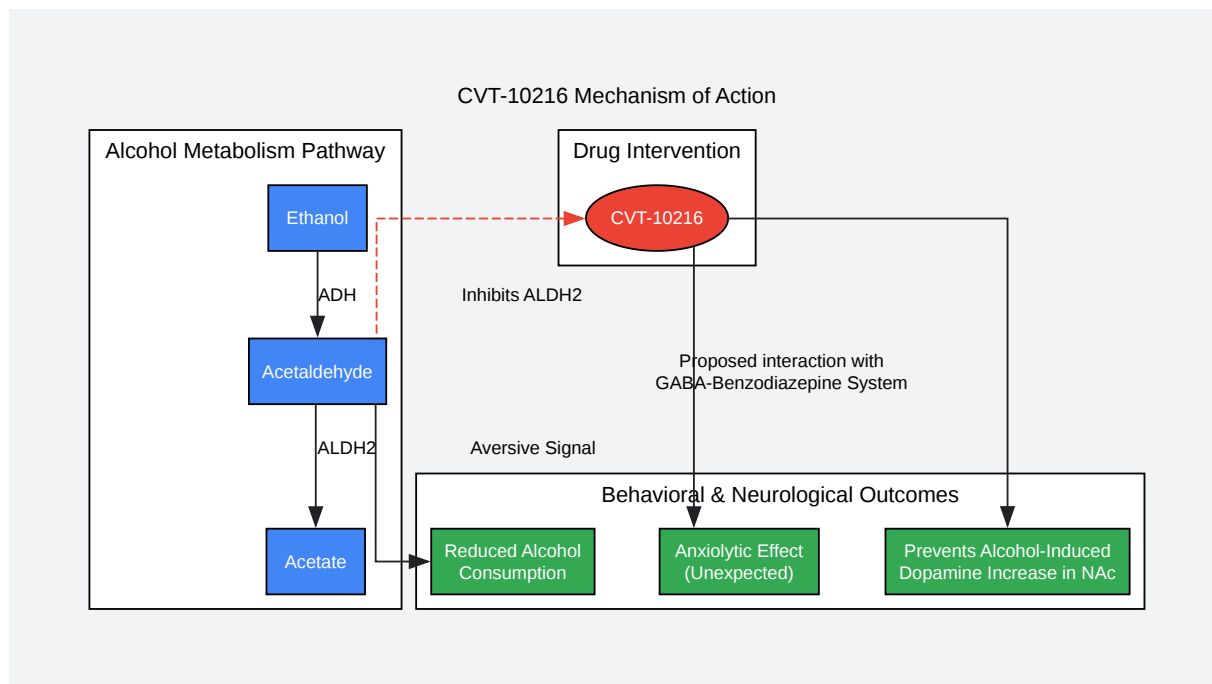 CVT-10216 Mechanism of Action
Alcohol Metabolism Pathway
Drug Intervention
Ethanol
CVT-10216
ADH
Inhibits ALDH2
Acetaldehyde
Proposed interaction with
GABA-Benzodiazepine System
ALDH2
Aversive Signal
Behavioral & Neurological Outcomes
Acetate
Reduced Alcohol
Consumption
Anxiolytic Effect
(Unexpected)
Prevents Alcohol-Induced
Dopamine Increase in NAc